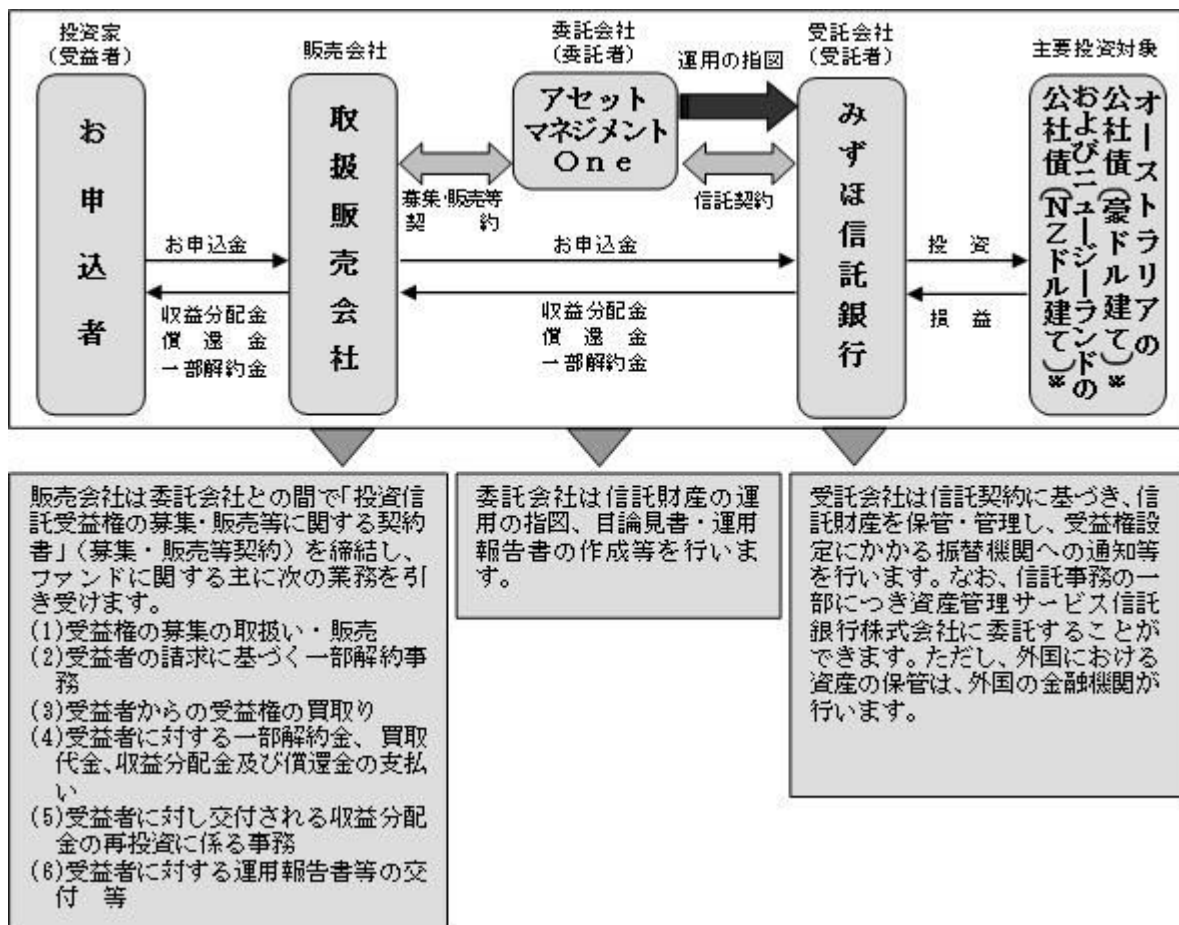 投資家
(受益者)
お申込者
販売会社
取扱販売会社
委託会社
(委託者)
アセット
マネジメント
One
運用の指図
受託会社
(受託者)
みずほ信託銀行
主要投資対象
オーストラリアの
公社債(豪ドル建て)※
およびニュージーランドの
公社債(NZドル建て)※
募集・販売等
契 約
信託契約
お申込金
収益分配金
償 還 金
一部解約金
お申込金
収益分配金
償 還 金
一部解約金
投 資
損 益
販売会社は委託会社との間で「投資信
託受益権の募集・販売等に関する契約
書」(募集・販売等契約)を締結し、
ファンドに関する主に次の業務を引
き受けます。
(1)受益権の募集の取扱い・販売
(2)受益者の請求に基づく一部解約事
務
(3)受益者からの受益権の買取り
(4)受益者に対する一部解約金、買取
代金、収益分配金及び償還金の支払
い
(5)受益者に対し交付される収益分配
金の再投資に係る事務
(6)受益者に対する運用報告書等の交
付 等
委託会社は信託財産の運
用の指図、目論見書・運用
報告書の作成等を行いま
す。
受託会社は信託契約に基づき、信
託財産を保管・管理し、受益権設
定にかかる振替機関への通知等
を行います。なお、信託事務の一
部につき資産管理サービス信託
銀行株式会社に委託することが
できます。ただし、外国における
資産の保管は、外国の金融機関が
行います。